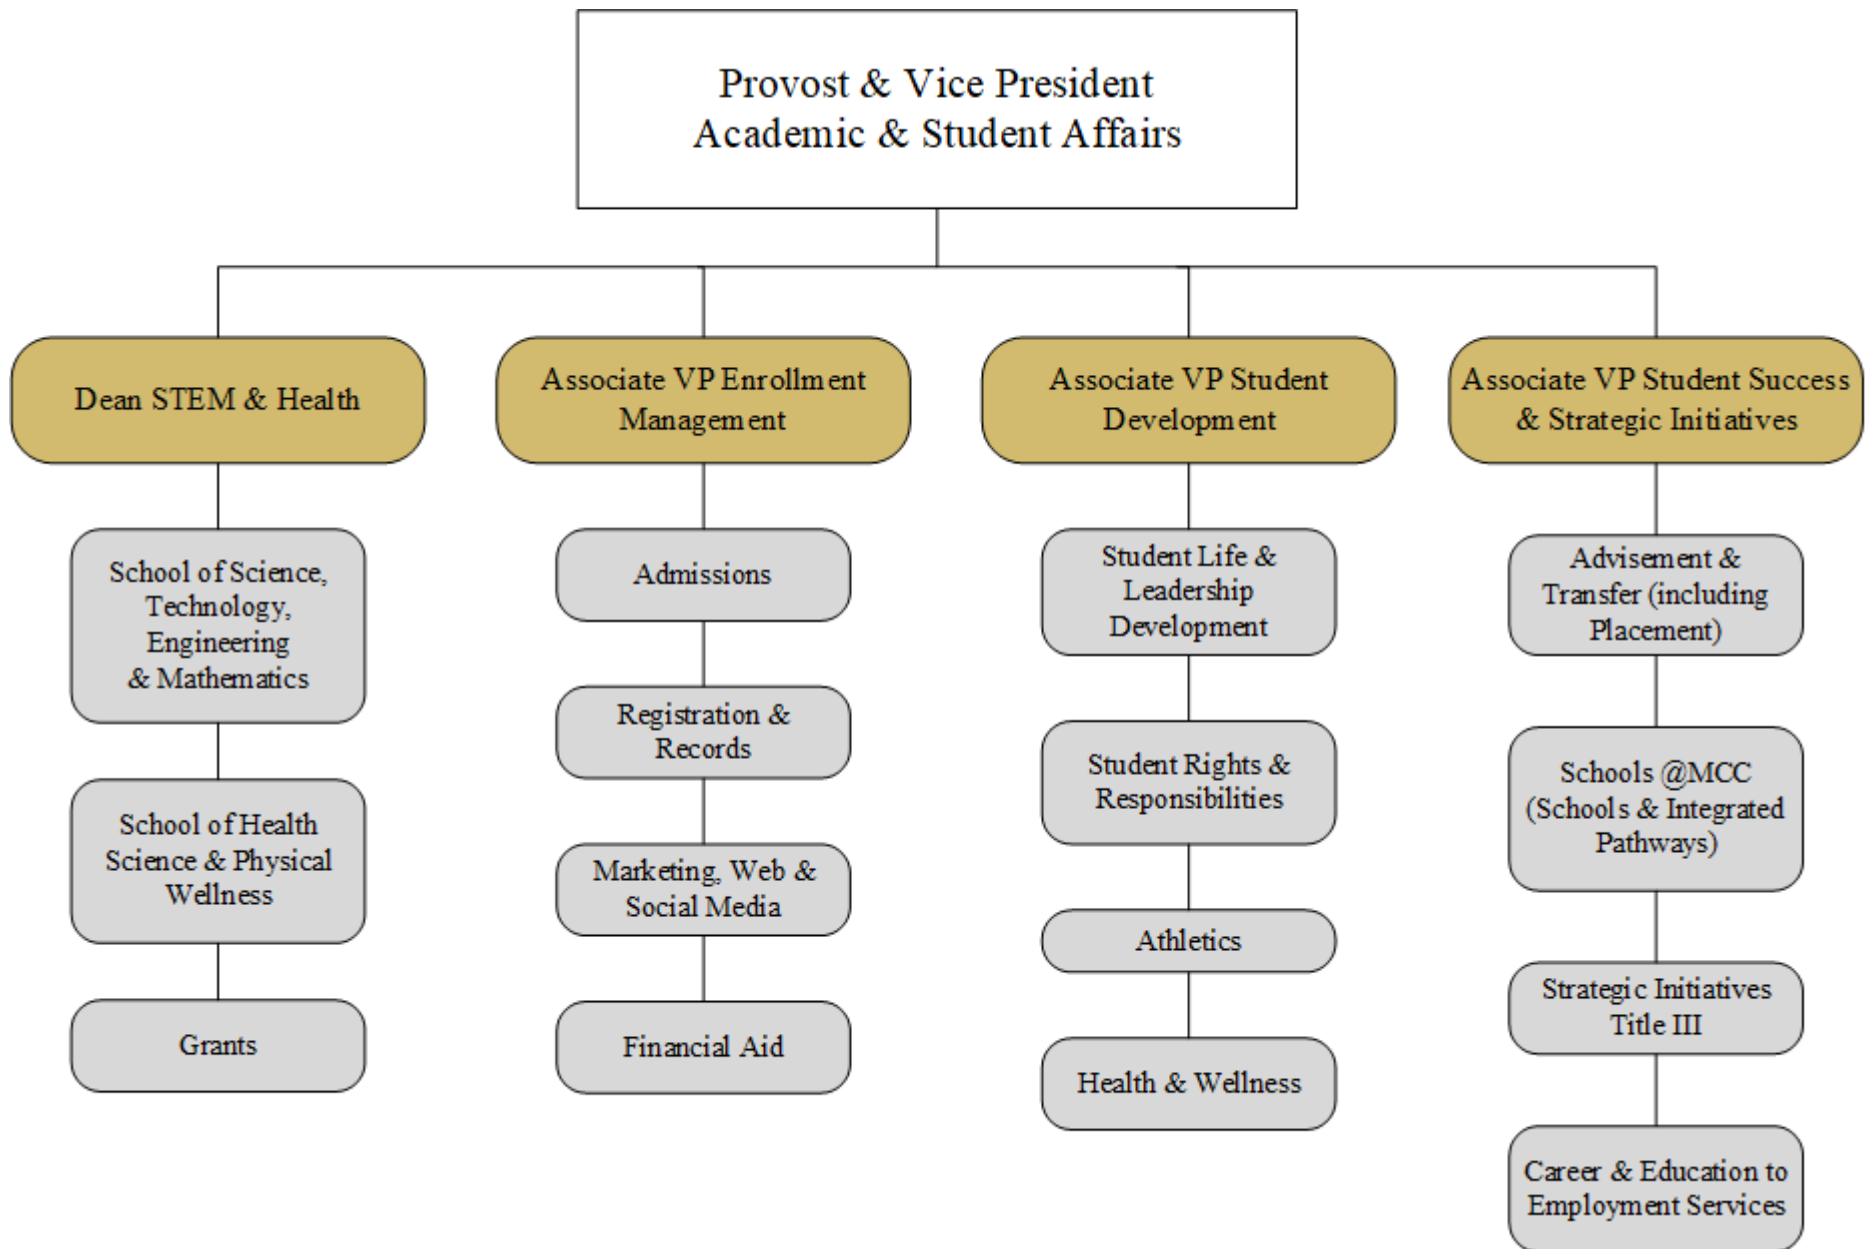 Provost & Vice President
Academic & Student Affairs
Dean STEM & Health
Associate VP Enrollment
Management
Associate VP Student
Development
Associate VP Student Success
& Strategic Initiatives
School of Science,
Technology,
Engineering
& Mathematics
School of Health
Science & Physical
Wellness
Grants
Admissions
Registration &
Records
Marketing, Web &
Social Media
Financial Aid
Student Life &
Leadership
Development
Student Rights &
Responsibilities
Athletics
Health & Wellness
Advisement &
Transfer (including
Placement)
Schools @MCC
(Schools & Integrated
Pathways)
Strategic Initiatives
Title III
Career & Education to
Employment Services